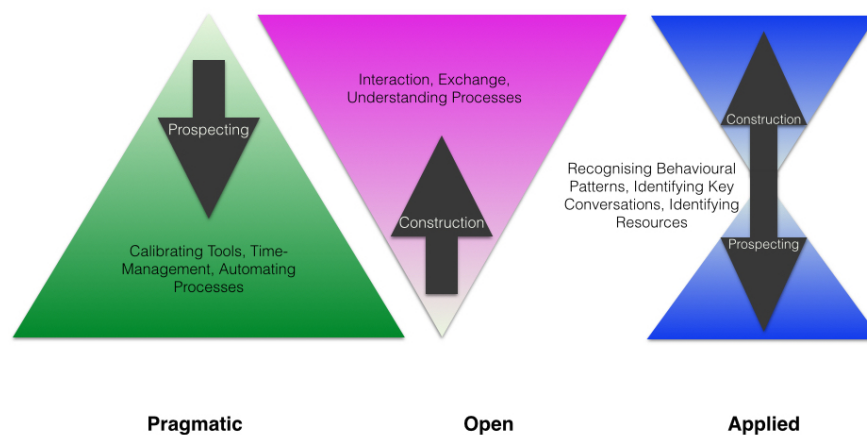 Prospecting
Calibrating Tools, Time-
Management, Automating
Processes
Interaction, Exchange,
Understanding Processes
Construction
Construction
Recognising Behavioural
Patterns, Identifying Key
Conversations, Identifying
Resources
Prospecting
Pragmatic
Open
Applied